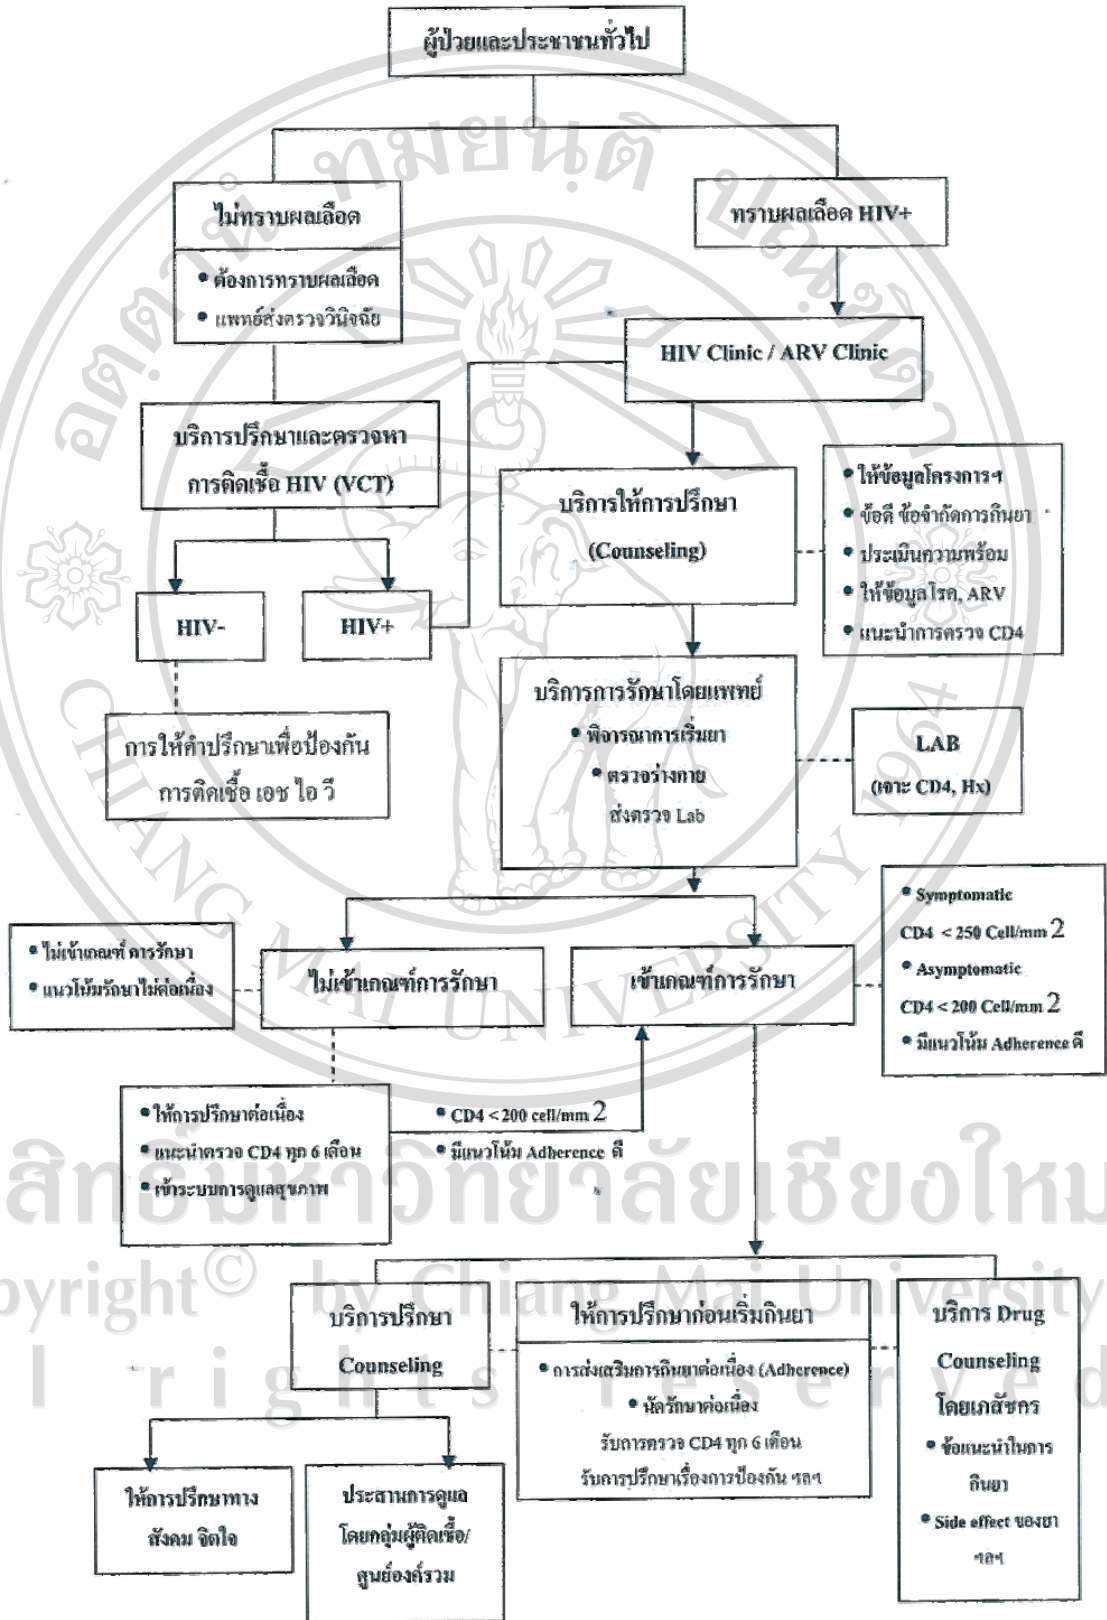 ผู้ป่วยและประชาชนทั่วไป
ไม่ทราบผลเลือด
• ต้องการทราบผลเลือด
• แพทย์ส่งตรวจวินิจฉัย
ทราบผลเลือด HIV+
HIV Clinic / ARV Clinic
บริการปรึกษาและตรวจหา
การติดเชื้อ HIV (VCT)
HIV-
HIV+
การให้คำปรึกษาเพื่อป้องกัน
การติดเชื้อ เอช ไอ วี
บริการให้การปรึกษา
(Counseling)
• ให้ข้อมูลโครงการฯ
• ข้อดี ข้อจำกัดการกินยา
• ประเมินความพร้อม
• ให้ข้อมูลโรค, ARV
• แนะนำการตรวจ CD4
บริการการรักษาโดยแพทย์
• พิจารณาการเริ่มยา
• ตรวจร่างกาย
ส่งตรวจ Lab
LAB
(เจาะ CD4, Hx)
• ไม่เข้าเกณฑ์ การรักษา
• แนวโน้มรักษาไม่ต่อเนื่อง
ไม่เข้าเกณฑ์การรักษา
เข้าเกณฑ์การรักษา
• Symptomatic
CD4 < 250 Cell/mm 2
• Asymptomatic
CD4 < 200 Cell/mm 2
• มีแนวโน้ม Adherence ดี
• ให้การปรึกษาต่อเนื่อง
• แนะนำตรวจ CD4 ทุก 6 เดือน
• เข้าระบบการดูแลสุขภาพ
• CD4 < 200 cell/mm 2
• มีแนวโน้ม Adherence ดี
บริการปรึกษา
Counseling
ให้การปรึกษาก่อนเริ่มกินยา
• การส่งเสริมการกินยาต่อเนื่อง (Adherence)
• นัดรักษาต่อเนื่อง
รับการตรวจ CD4 ทุก 6 เดือน
รับการปรึกษาเรื่องการป้องกัน ฯลฯ
บริการ Drug
Counseling
โดยเภสัชกร
• ข้อแนะนำในการ
กินยา
• Side effect ของยา
ฯลฯ
ให้การปรึกษาทาง
สังคม จิตใจ
ประสานการดูแล
โดยกลุ่มผู้ติดเชื้อ/
ศูนย์องค์รวม
อตฺตานํ ทมยนฺติ ปณฺฑิตา
CHIANG MAI UNIVERSITY 1964
สิทธิ์มหาวิทยาลัยเชียงใหม
opyright© by Chiang Mai University
l rights reserved